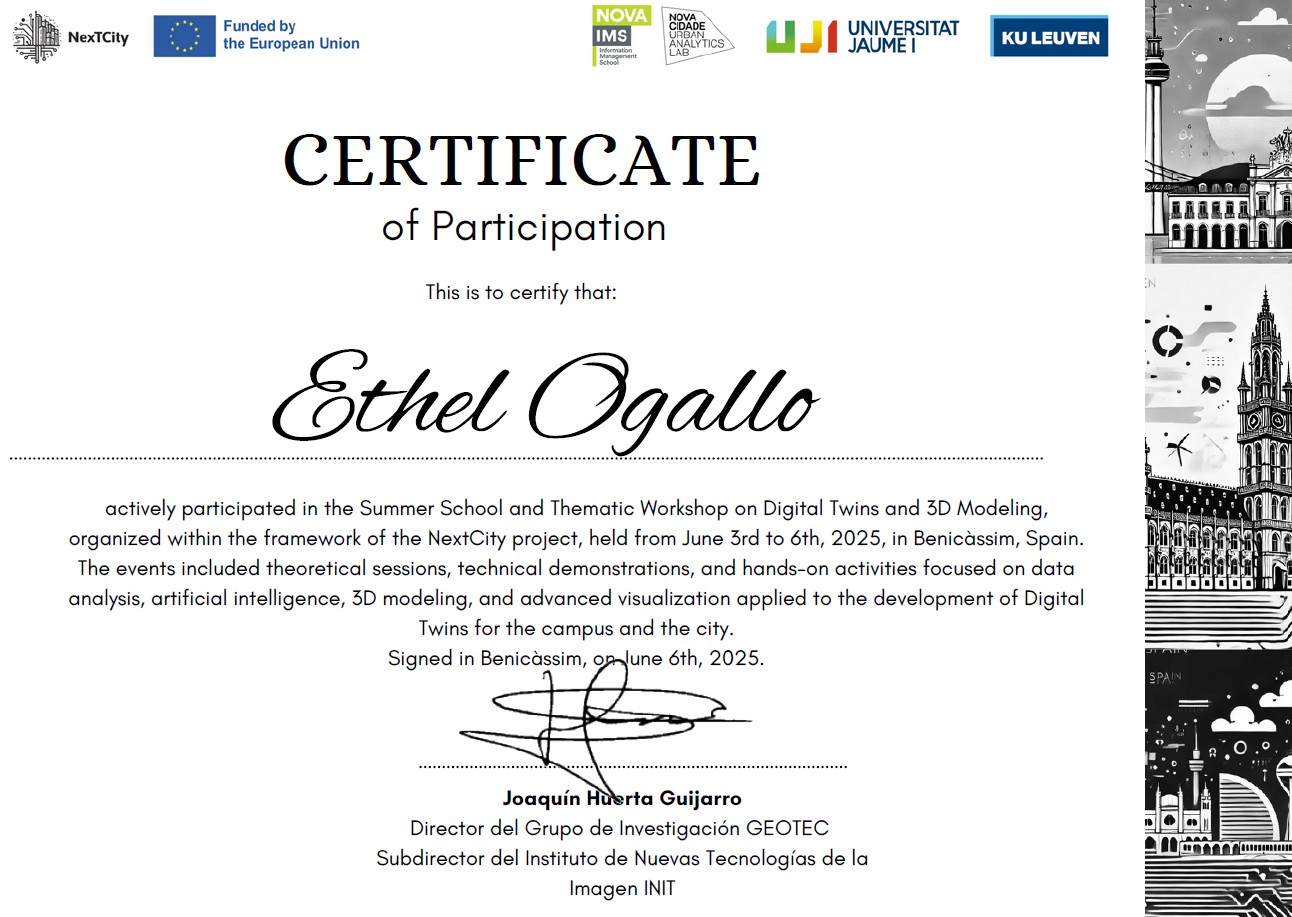 NexTCity
Funded by
the European Union
NOVA
IMS
Information
Management
School
NOVA
CIDADE
URBAN
ANALYTICS
LAB
UJI
UNIVERSITAT
JAUME I
KU LEUVEN
CERTIFICATE
of Participation
This is to certify that:
Ethel Ogallo
actively participated in the Summer School and Thematic Workshop on Digital Twins and 3D Modeling,
organized within the framework of the NextCity project, held from June 3rd to 6th, 2025, in Benicàssim, Spain.
The events included theoretical sessions, technical demonstrations, and hands-on activities focused on data
analysis, artificial intelligence, 3D modeling, and advanced visualization applied to the development of Digital
Twins for the campus and the city.
Signed in Benicàssim, on June 6th, 2025.
Joaquín Huerta Guijarro
Director del Grupo de Investigación GEOTEC
Subdirector del Instituto de Nuevas Tecnologías de la
Imagen INIT
EN
SPAIN
SPAIN